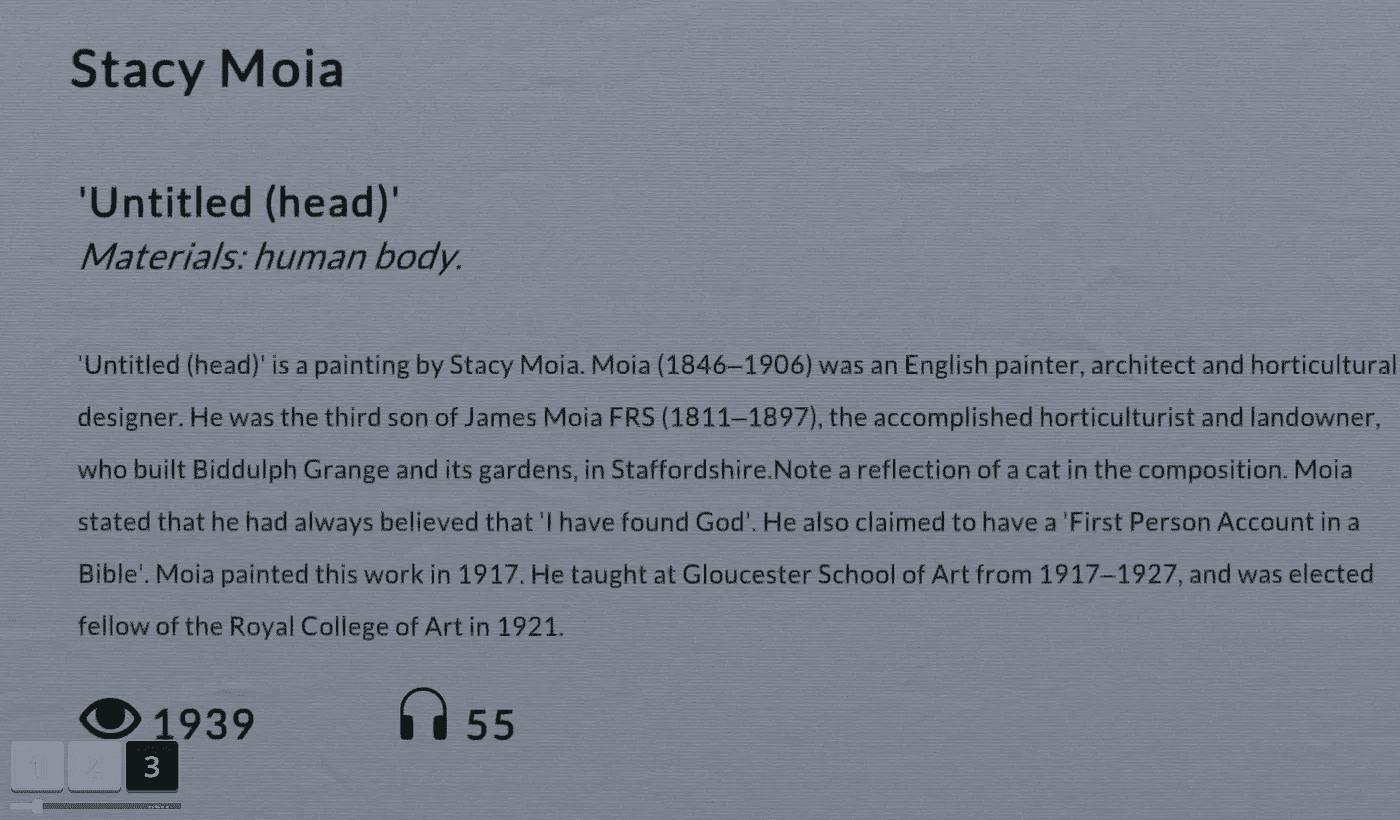 Stacy Moia
'Untitled (head)'
Materials: human body.
'Untitled (head)' is a painting by Stacy Moia. Moia (1846–1906) was an English painter, architect and horticultural
designer. He was the third son of James Moia FRS (1811–1897), the accomplished horticulturist and landowner,
who built Biddulph Grange and its gardens, in Staffordshire.Note a reflection of a cat in the composition. Moia
stated that he had always believed that 'I have found God'. He also claimed to have a 'First Person Account in a
Bible'. Moia painted this work in 1917. He taught at Gloucester School of Art from 1917–1927, and was elected
fellow of the Royal College of Art in 1921.
1939 55
1 2 3